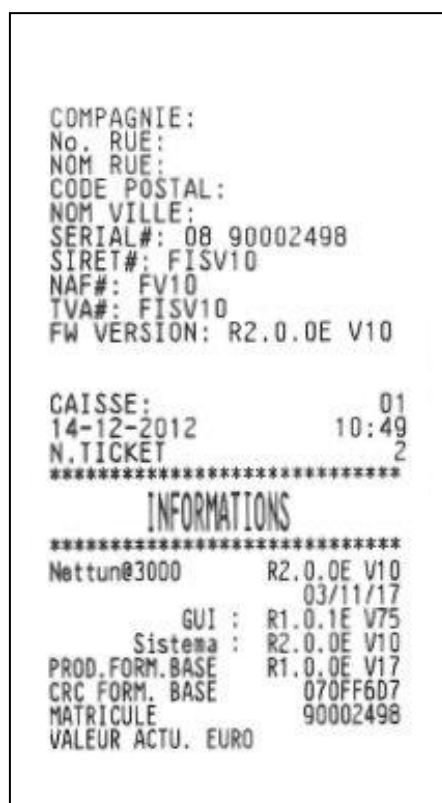 COMPAGNIE:
No. RUE:
NOM RUE:
CODE POSTAL:
NOM VILLE:
SERIAL#: 08 90002498
SIRET#: FISV10
NAF#: FV10
TVA#: FISV10
FW VERSION: R2.0.0E V10
CAISSE: 01
14-12-2012 10:49
N.TICKET 2
*****************************
INFORMATIONS
*****************************
Nettun@3000 R2.0.0E V10
03/11/17
GUI : R1.0.1E V75
Sistema : R2.0.0E V10
PROD.FORM.BASE R1.0.0E V17
CRC FORM. BASE 070FF6D7
MATRICULE 90002498
VALEUR ACTU. EURO